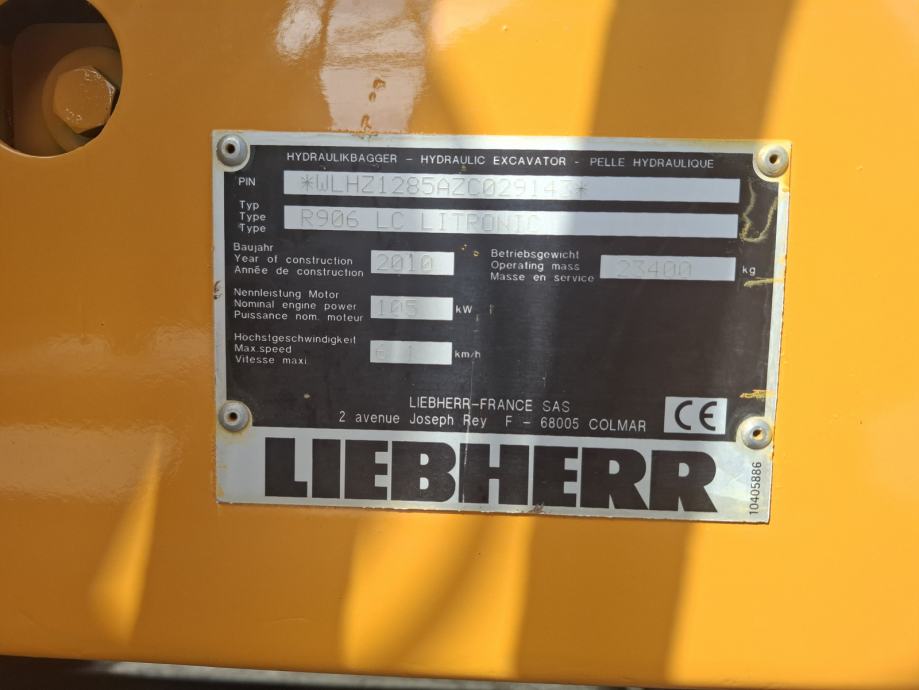 HYDRAULIKBAGGER - HYDRAULIC EXCAVATOR - PELLE HYDRAULIQUE
PIN *WLHZ1285AZC029143*
Typ
Type R906 LC LITRONIC
Type
Baujahr
Year of construction 2010
Année de construction
Betriebsgewicht
Operating mass 23400 kg
Masse en service
Nennleistung Motor
Nominal engine power 105 kW
Puissance nom. moteur
Höchstgeschwindigkeit
Max.speed km/h
Vitesse maxi.
LIEBHERR-FRANCE SAS
2 avenue Joseph Rey F - 68005 COLMAR
CE
LIEBHERR
10405886